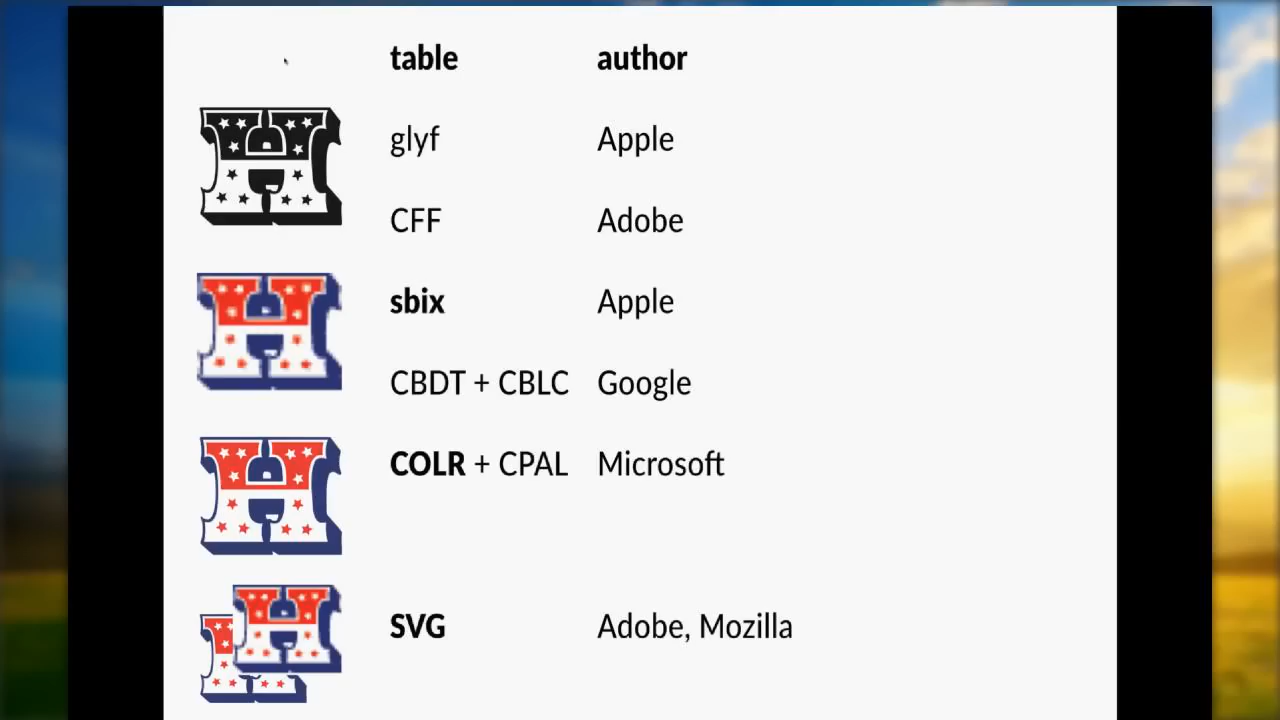 table author
glyf Apple
CFF Adobe
sbix Apple
CBDT + CBLC Google
COLR + CPAL Microsoft
SVG Adobe, Mozilla